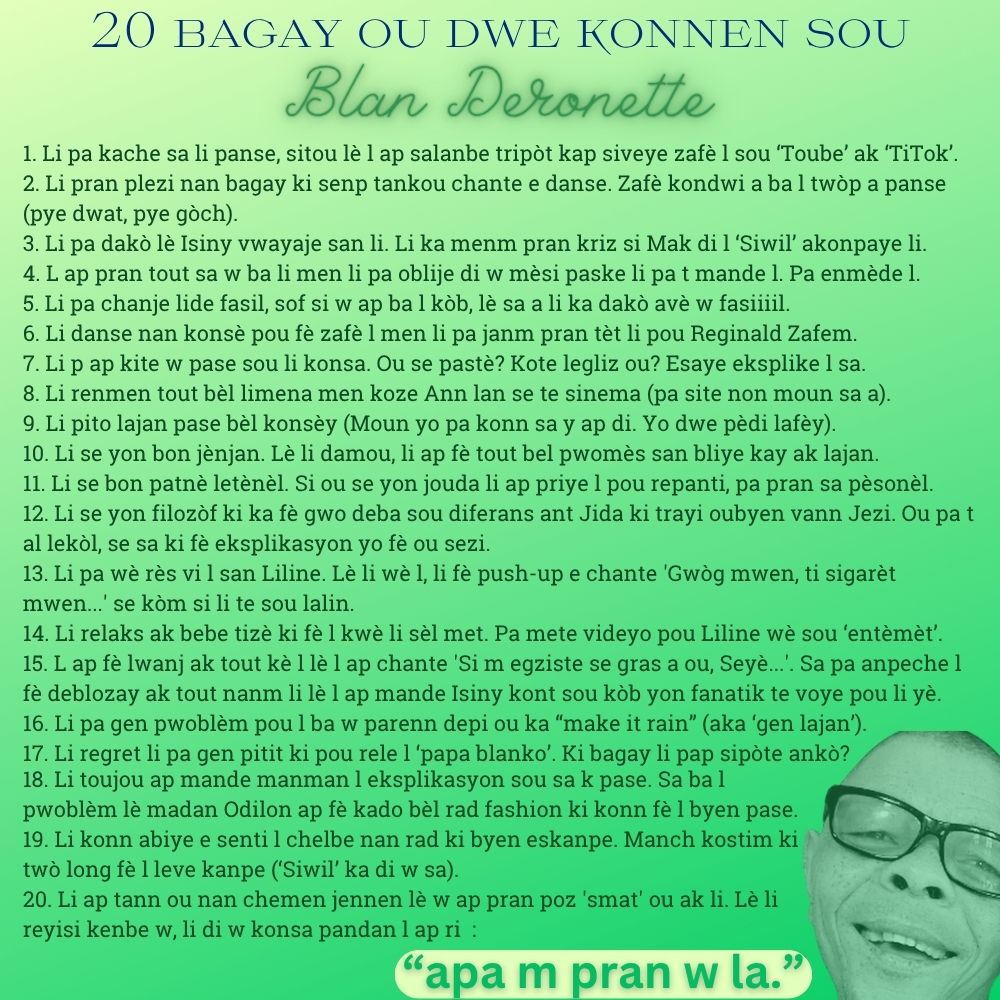 20 BAGAY OU DWE KONNEN SOU
Blan Deronette
1. Li pa kache sa li panse, sitou lè l ap salanbe tripòt kap siveye zafè l sou ‘Toube’ ak ‘TiTok’.
2. Li pran plezi nan bagay ki senp tankou chante e danse. Zafè kondwi a ba l twòp a panse
(pye dwat, pye gòch).
3. Li pa dakò lè Isiny vwayaje san li. Li ka menm pran kriz si Mak di l ‘Siwil’ akonpaye li.
4. L ap pran tout sa w ba li men li pa oblije di w mèsi paske li pa t mande l. Pa enmède l.
5. Li pa chanje lide fasil, sof si w ap ba l kòb, lè sa a li ka dakò avè w fasiiiil.
6. Li danse nan konsè pou fè zafè l men li pa janm pran tèt li pou Reginald Zafem.
7. Li p ap kite w pase sou li konsa. Ou se pastè? Kote legliz ou? Esaye eksplike l sa.
8. Li renmen tout bèl limena men koze Ann lan se te sinema (pa site non moun sa a).
9. Li pito lajan pase bèl konsèy (Moun yo pa konn sa y ap di. Yo dwe pèdi lafèy).
10. Li se yon bon jènjan. Lè li damou, li ap fè tout bel pwomès san bliye kay ak lajan.
11. Li se bon patnè letènèl. Si ou se yon jouda li ap priye l pou repanti, pa pran sa pèsonèl.
12. Li se yon filozòf ki ka fè gwo deba sou diferans ant Jida ki trayi oubyen vann Jezi. Ou pa t
al lekòl, se sa ki fè eksplikasyon yo fè ou sezi.
13. Li pa wè rès vi l san Liline. Lè li wè l, li fè push-up e chante 'Gwòg mwen, ti sigarèt
mwen...' se kòm si li te sou lalin.
14. Li relaks ak bebe tizè ki fè l kwè li sèl met. Pa mete videyo pou Liline wè sou ‘entèmèt’.
15. L ap fè lwanj ak tout kè l lè l ap chante 'Si m egziste se gras a ou, Seyè...'. Sa pa anpeche l
fè deblozay ak tout nanm li lè l ap mande Isiny kont sou kòb yon fanatik te voye pou li yè.
16. Li pa gen pwoblèm pou l ba w parenn depi ou ka “make it rain” (aka ‘gen lajan’).
17. Li regret li pa gen pitit ki pou rele l ‘papa blanko’. Ki bagay li pap sipòte ankò?
18. Li toujou ap mande manman l eksplikasyon sou sa k pase. Sa ba l
pwoblèm lè madan Odilon ap fè kado bèl rad fashion ki konn fè l byen pase.
19. Li konn abiye e senti l chelbe nan rad ki byen eskanpe. Manch kostim ki
twò long fè l leve kanpe (‘Siwil’ ka di w sa).
20. Li ap tann ou nan chemen jennen lè w ap pran poz 'smat' ou ak li. Lè li
reyisi kenbe w, li di w konsa pandan l ap ri :
“apa m pran w la.”